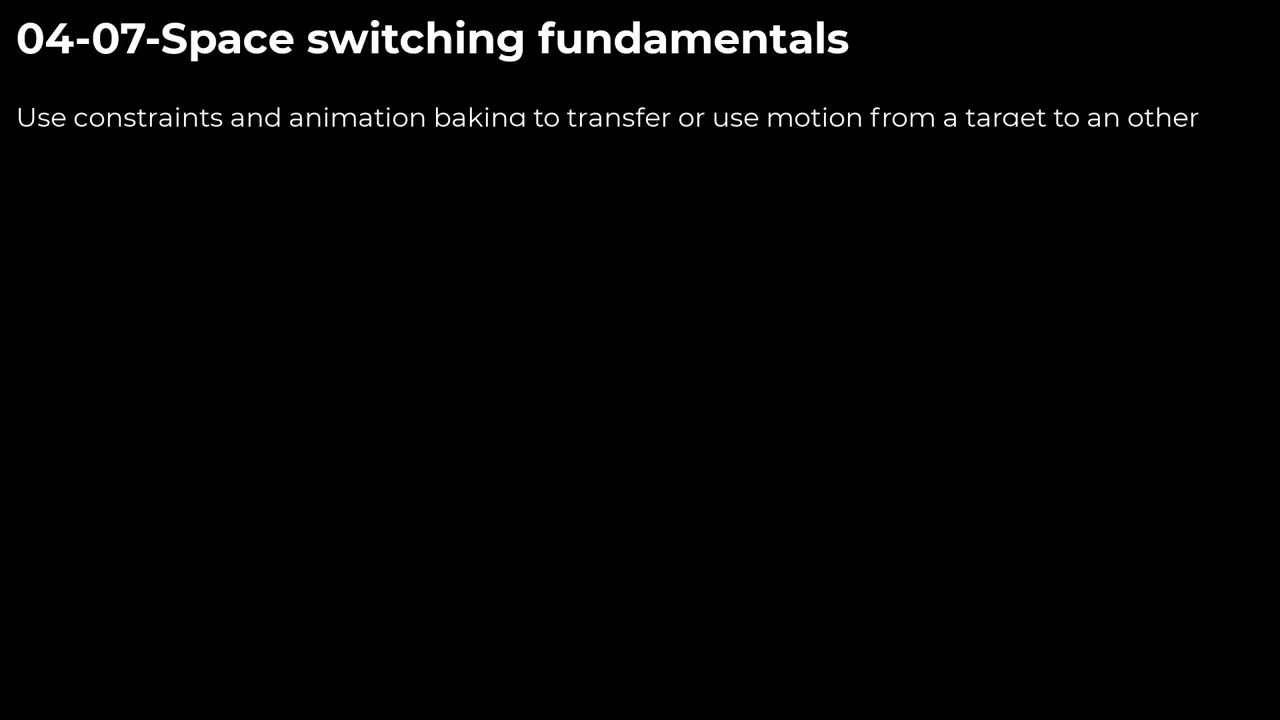 04-07-Space switching fundamentals
Use constraints and animation baking to transfer or use motion from a target to an other